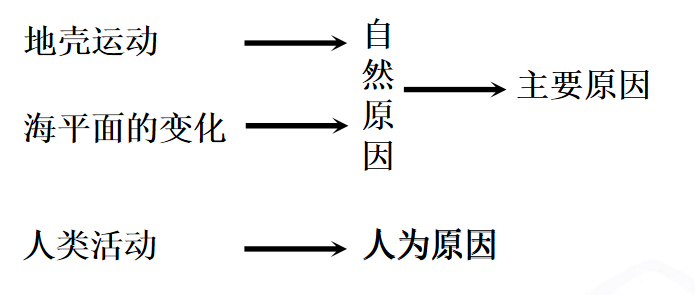 地壳运动
自然原因
主要原因
海平面的变化
人类活动
人为原因